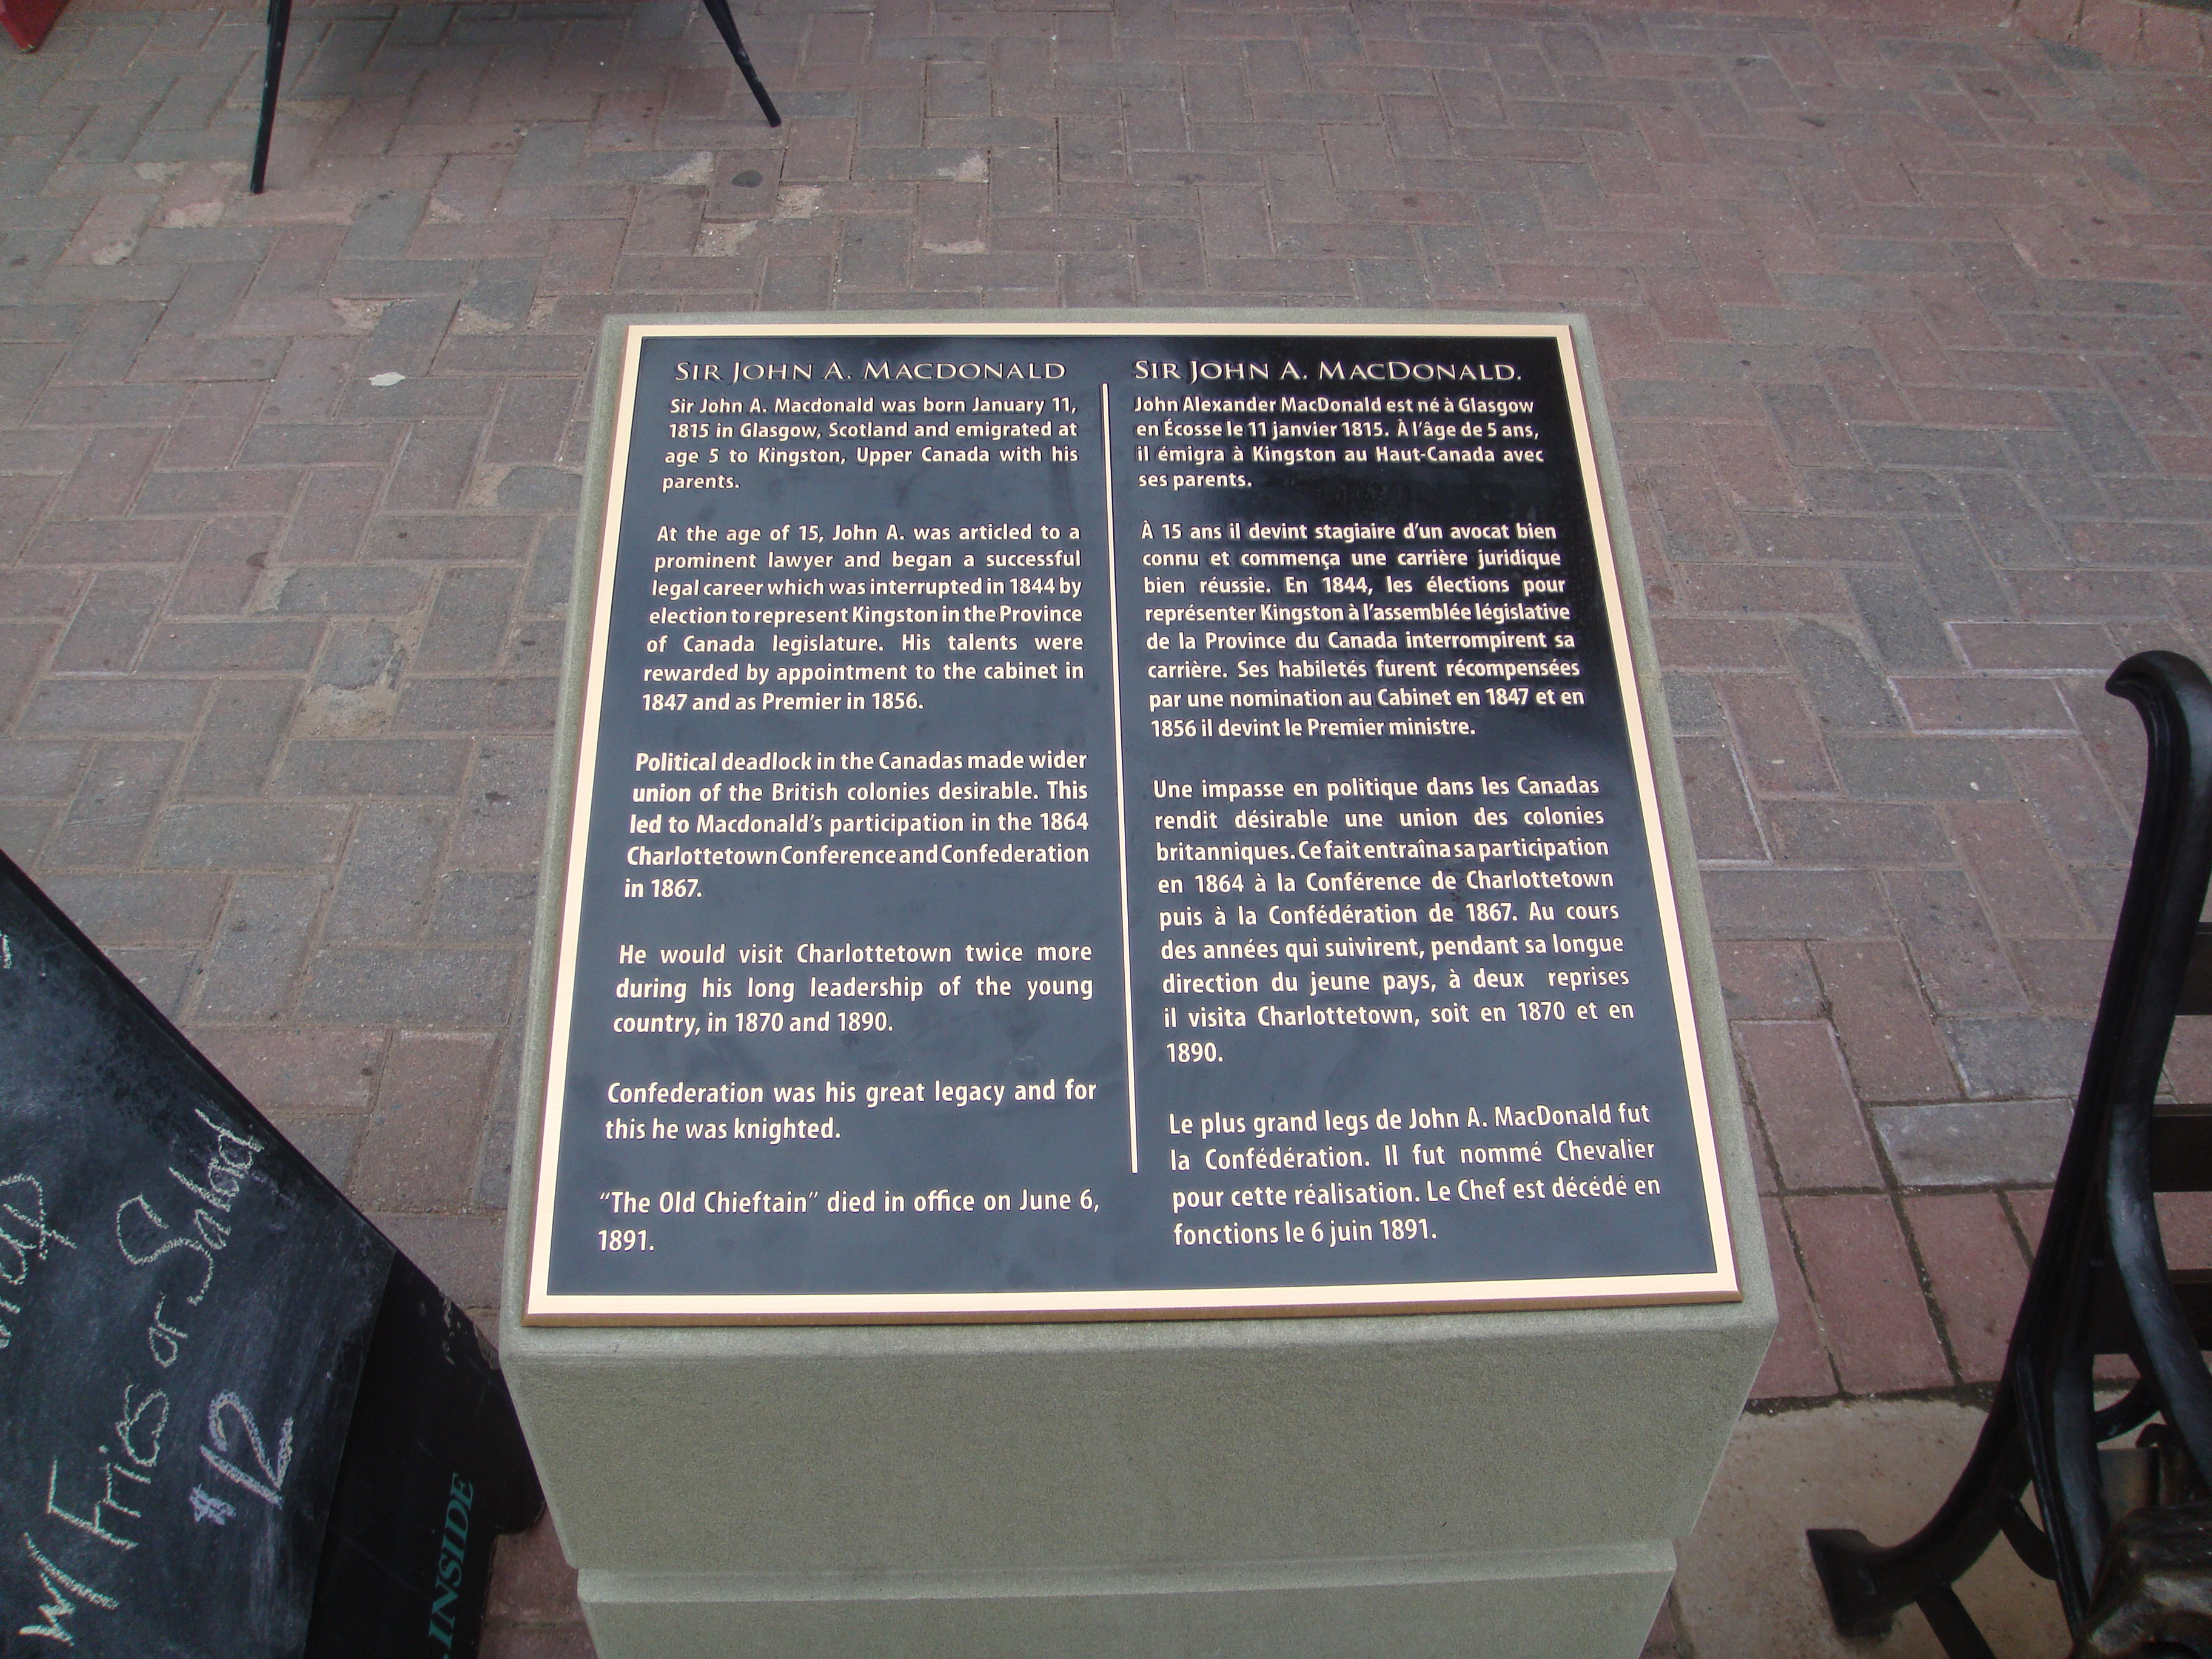 SIR JOHN A. MACDONALD
Sir John A. Macdonald was born January 11,
1815 in Glasgow, Scotland and emigrated at
age 5 to Kingston, Upper Canada with his
parents.
At the age of 15, John A. was articled to a
prominent lawyer and began a successful
legal career which was interrupted in 1844 by
election to represent Kingston in the Province
of Canada legislature. His talents were
rewarded by appointment to the cabinet in
1847 and as Premier in 1856.
Political deadlock in the Canadas made wider
union of the British colonies desirable. This
led to Macdonald's participation in the 1864
Charlottetown Conference and Confederation
in 1867.
He would visit Charlottetown twice more
during his long leadership of the young
country, in 1870 and 1890.
Confederation was his great legacy and for
this he was knighted.
“The Old Chieftain” died in office on June 6,
1891.
SIR JOHN A. MACDONALD.
John Alexander MacDonald est né à Glasgow
en Écosse le 11 janvier 1815. À l'âge de 5 ans,
il émigra à Kingston au Haut-Canada avec
ses parents.
À 15 ans il devint stagiaire d'un avocat bien
connu et commença une carrière juridique
bien réussie. En 1844, les élections pour
représenter Kingston à l'assemblée législative
de la Province du Canada interrompirent sa
carrière. Ses habiletés furent récompensées
par une nomination au Cabinet en 1847 et en
1856 il devint le Premier ministre.
Une impasse en politique dans les Canadas
rendit désirable une union des colonies
britanniques. Ce fait entraîna sa participation
en 1864 à la Conférence de Charlottetown
puis à la Confédération de 1867. Au cours
des années qui suivirent, pendant sa longue
direction du jeune pays, à deux reprises
il visita Charlottetown, soit en 1870 et en
1890.
Le plus grand legs de John A. MacDonald fut
la Confédération. Il fut nommé Chevalier
pour cette réalisation. Le Chef est décédé en
fonctions le 6 juin 1891.
w/ Fries or Salad
$12
INSIDE